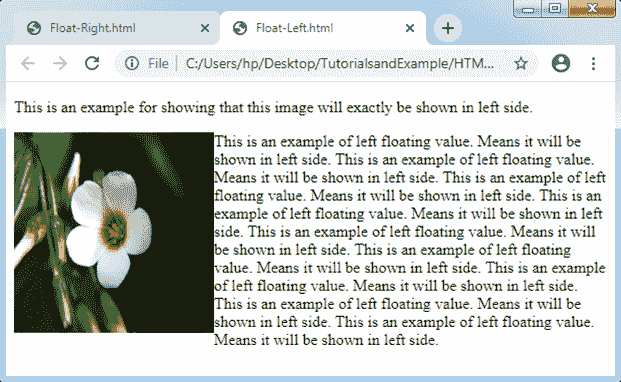 Float-Right.html
Float-Left.html
File
C:/Users/hp/Desktop/TutorialsandExample/HTM...
This is an example for showing that this image will exactly be shown in left side.
This is an example of left floating value. Means it will be
shown in left side. This is an example of left floating value.
Means it will be shown in left side. This is an example of left
floating value. Means it will be shown in left side. This is an
example of left floating value. Means it will be shown in left
side. This is an example of left floating value. Means it will
be shown in left side. This is an example of left floating
value. Means it will be shown in left side. This is an
example of left floating value. Means it will be shown in left side.
This is an example of left floating value. Means it will be
shown in left side. This is an example of left floating value.
Means it will be shown in left side.